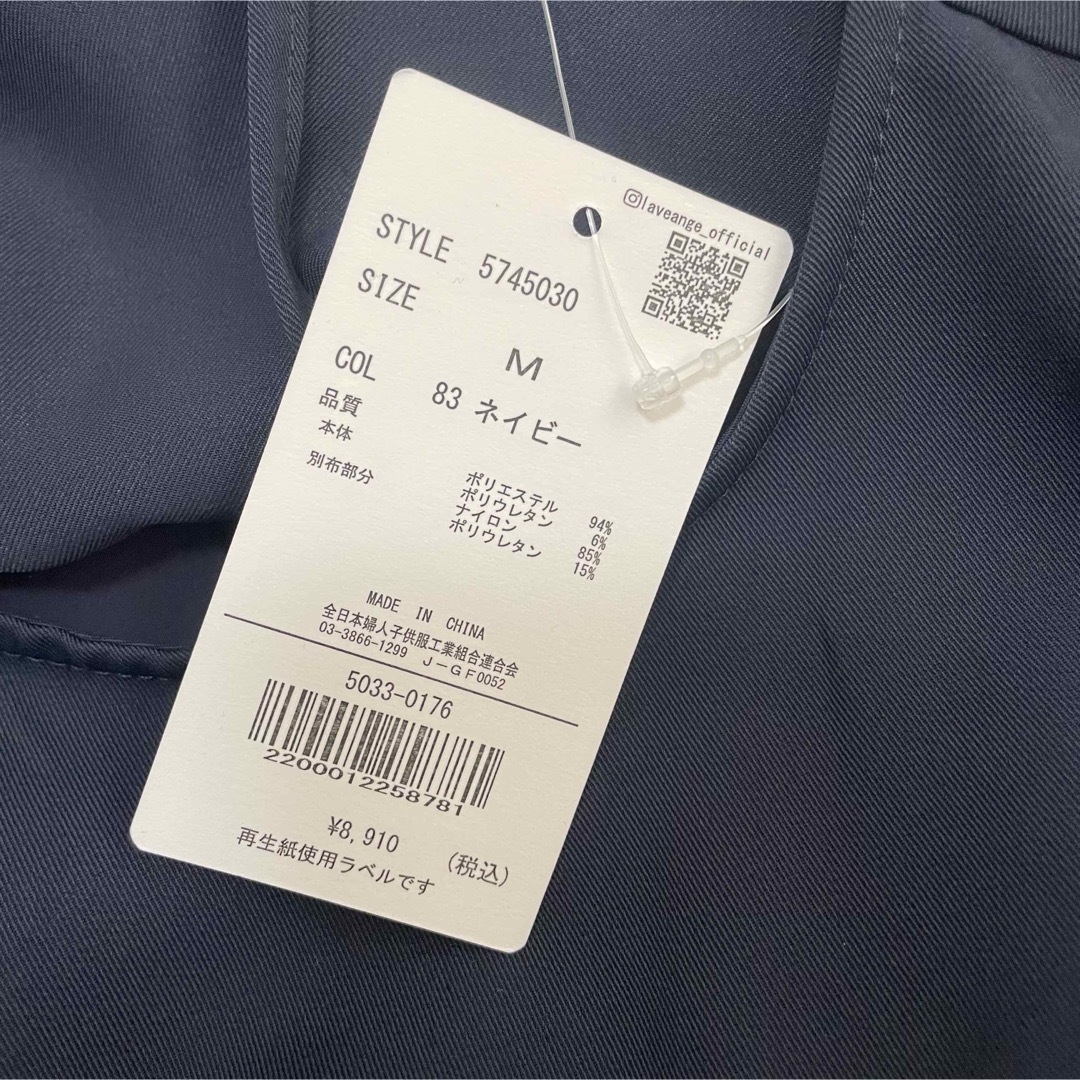 laveange_official
STYLE 5745030
SIZE
M
COL 83 ネイビー
品質
本体 ポリエステル 94%
ポリウレタン 6%
別布部分 ナイロン 85%
ポリウレタン 15%
MADE IN CHINA
全日本婦人子供服工業組合連合会
03-3866-1299 J－GF0052
5033-0176
2200012258781
¥8,910 (税込)
再生紙使用ラベルです